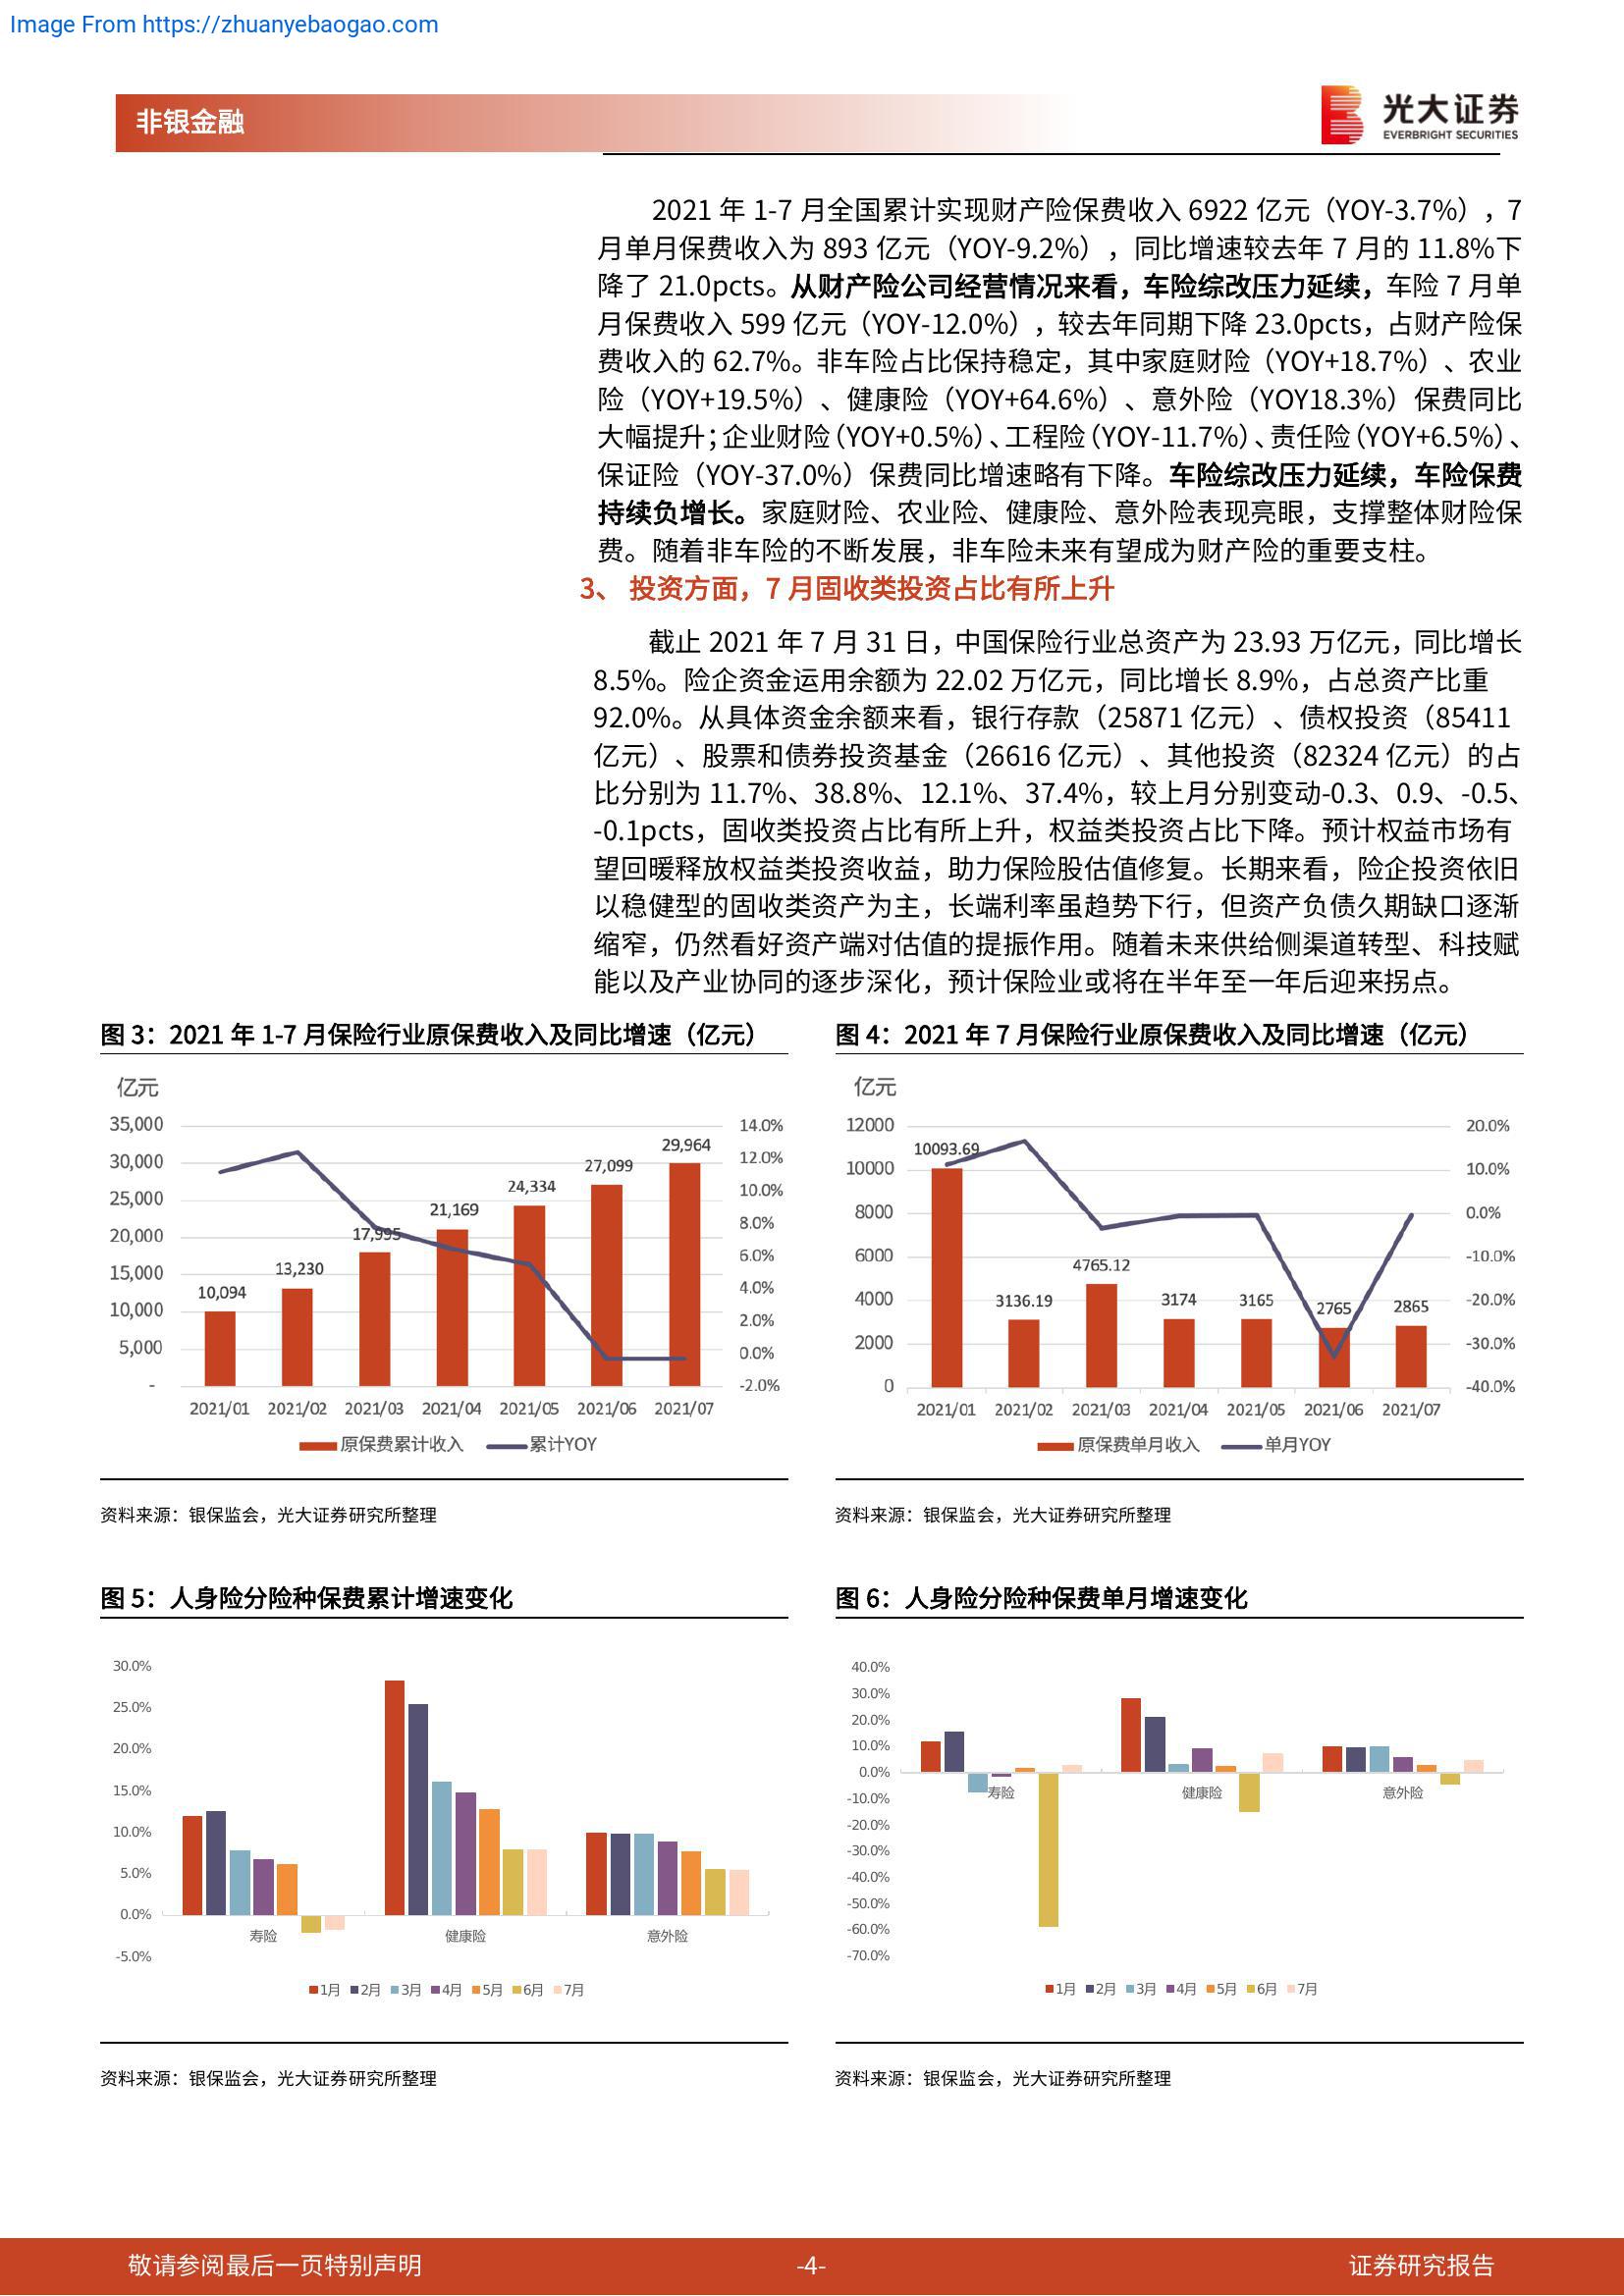 Image From https://zhuanyebaogao.com
非银金融
光大证券
EVERBRIGHT SECURITIES
2021 年 1-7 月全国累计实现财产险保费收入 6922 亿元（YOY-3.7%），7
月单月保费收入为 893 亿元（YOY-9.2%），同比增速较去年 7 月的 11.8%下
降了 21.0pcts。从财产险公司经营情况来看，车险综改压力延续，车险 7 月单
月保费收入 599 亿元（YOY-12.0%），较去年同期下降 23.0pcts，占财产险保
费收入的 62.7%。非车险占比保持稳定，其中家庭财险（YOY+18.7%）、农业
险（YOY+19.5%）、健康险（YOY+64.6%）、意外险（YOY18.3%）保费同比
大幅提升；企业财险（YOY+0.5%）、工程险（YOY-11.7%）、责任险（YOY+6.5%）、
保证险（YOY-37.0%）保费同比增速略有下降。车险综改压力延续，车险保费
持续负增长。家庭财险、农业险、健康险、意外险表现亮眼，支撑整体财险保
费。随着非车险的不断发展，非车险未来有望成为财产险的重要支柱。
3、 投资方面，7 月固收类投资占比有所上升
截止 2021 年 7 月 31 日，中国保险行业总资产为 23.93 万亿元，同比增长
8.5%。险企资金运用余额为 22.02 万亿元，同比增长 8.9%，占总资产比重
92.0%。从具体资金余额来看，银行存款（25871 亿元）、债权投资（85411
亿元）、股票和债券投资基金（26616 亿元）、其他投资（82324 亿元）的占
比分别为 11.7%、38.8%、12.1%、37.4%，较上月分别变动-0.3、0.9、-0.5、
-0.1pcts，固收类投资占比有所上升，权益类投资占比下降。预计权益市场有
望回暖释放权益类投资收益，助力保险股估值修复。长期来看，险企投资依旧
以稳健型的固收类资产为主，长端利率虽趋势下行，但资产负债久期缺口逐渐
缩窄，仍然看好资产端对估值的提振作用。随着未来供给侧渠道转型、科技赋
能以及产业协同的逐步深化，预计保险业或将在半年至一年后迎来拐点。
图 3：2021 年 1-7 月保险行业原保费收入及同比增速（亿元）
亿元
35,000
30,000
25,000
20,000
15,000
10,000
5,000
-
14.0%
12.0%
10.0%
8.0%
6.0%
4.0%
2.0%
0.0%
-2.0%
10,094
13,230
17,995
21,169
24,334
27,099
29,964
2021/01 2021/02 2021/03 2021/04 2021/05 2021/06 2021/07
原保费累计收入 累计YOY
资料来源：银保监会，光大证券研究所整理
图 4：2021 年 7 月保险行业原保费收入及同比增速（亿元）
亿元
12000
10000
8000
6000
4000
2000
0
20.0%
10.0%
0.0%
-10.0%
-20.0%
-30.0%
-40.0%
10093.69
3136.19
4765.12
3174
3165
2765
2865
2021/01 2021/02 2021/03 2021/04 2021/05 2021/06 2021/07
原保费单月收入 单月YOY
资料来源：银保监会，光大证券研究所整理
图 5：人身险分险种保费累计增速变化
30.0%
25.0%
20.0%
15.0%
10.0%
5.0%
0.0%
-5.0%
寿险 健康险 意外险
1月 2月 3月 4月 5月 6月 7月
资料来源：银保监会，光大证券研究所整理
图 6：人身险分险种保费单月增速变化
40.0%
30.0%
20.0%
10.0%
0.0%
-10.0%
-20.0%
-30.0%
-40.0%
-50.0%
-60.0%
-70.0%
寿险 健康险 意外险
1月 2月 3月 4月 5月 6月 7月
资料来源：银保监会，光大证券研究所整理
敬请参阅最后一页特别声明
-4-
证券研究报告